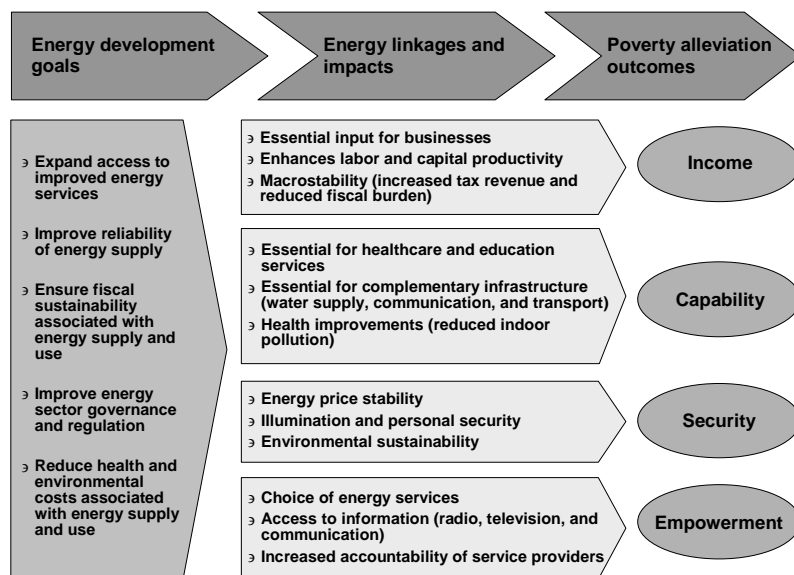 Energy development
goals
Energy linkages and
impacts
Poverty alleviation
outcomes
϶ Expand access to
improved energy
services
϶ Improve reliability
of energy supply
϶ Ensure fiscal
sustainability
associated with
energy supply and
use
϶ Improve energy
sector governance
and regulation
϶ Reduce health and
environmental
costs associated
with energy supply
and use
϶ Essential input for businesses
϶ Enhances labor and capital productivity
϶ Macrostability (increased tax revenue and
reduced fiscal burden)
Income
϶ Essential for healthcare and education
services
϶ Essential for complementary infrastructure
(water supply, communication, and transport)
϶ Health improvements (reduced indoor
pollution)
Capability
϶ Energy price stability
϶ Illumination and personal security
϶ Environmental sustainability
Security
϶ Choice of energy services
϶ Access to information (radio, television, and
communication)
϶ Increased accountability of service providers
Empowerment